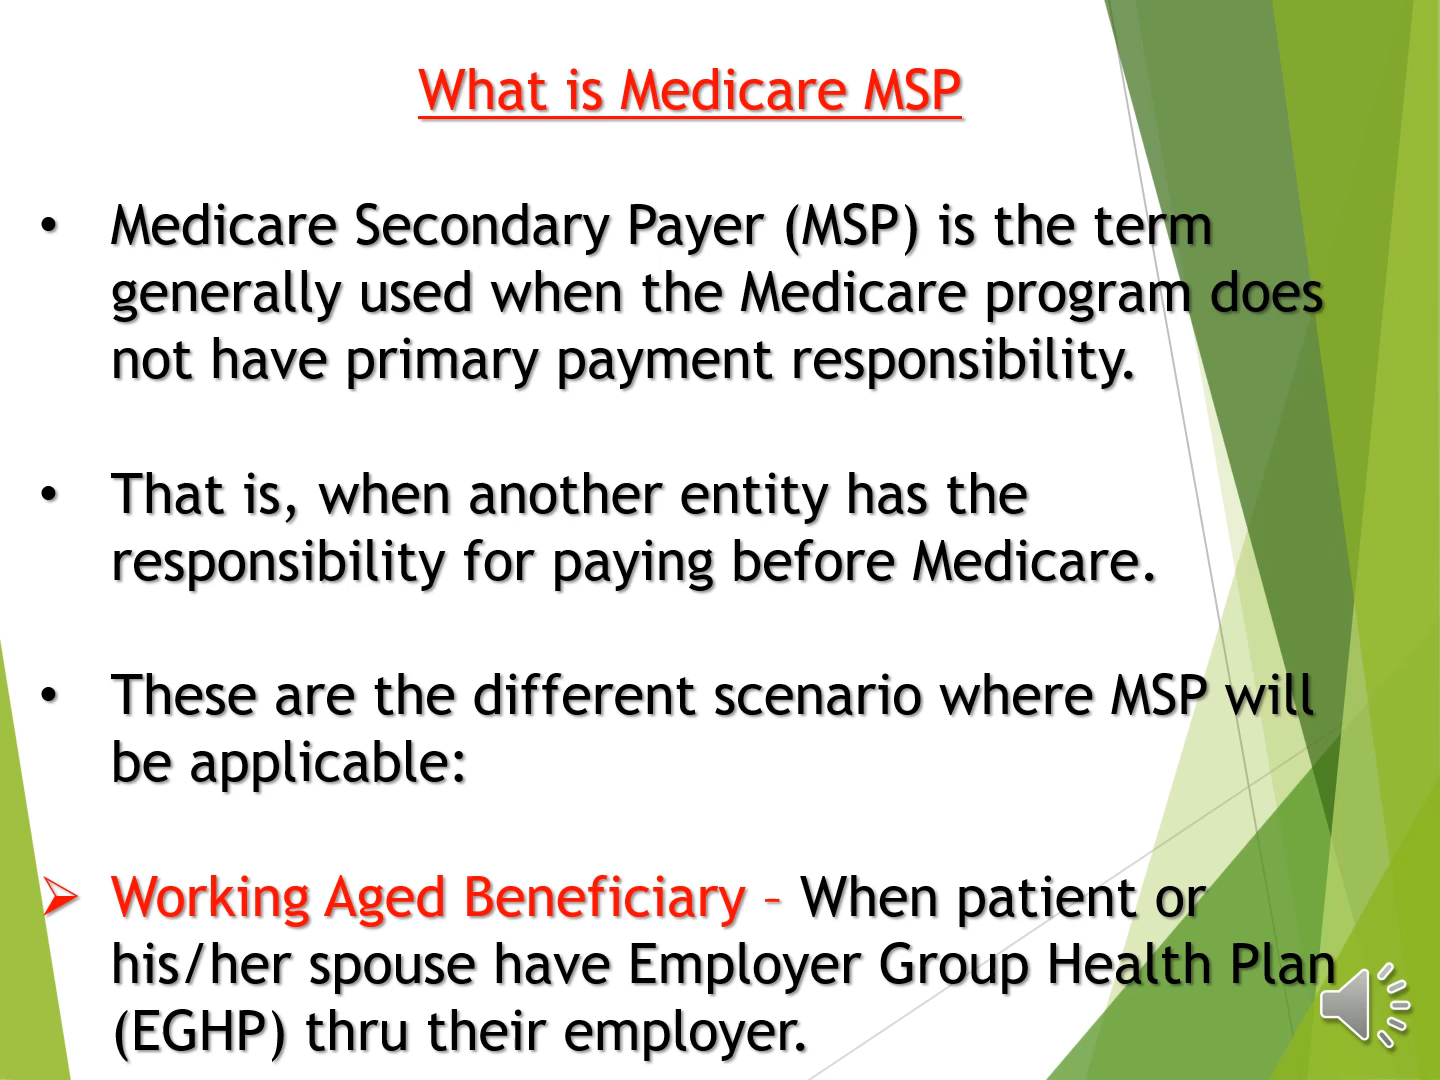 What is Medicare MSP
• Medicare Secondary Payer (MSP) is the term
generally used when the Medicare program does
not have primary payment responsibility.
• That is, when another entity has the
responsibility for paying before Medicare.
• These are the different scenario where MSP will
be applicable:
➢ Working Aged Beneficiary – When patient or
his/her spouse have Employer Group Health Plan
(EGHP) thru their employer.